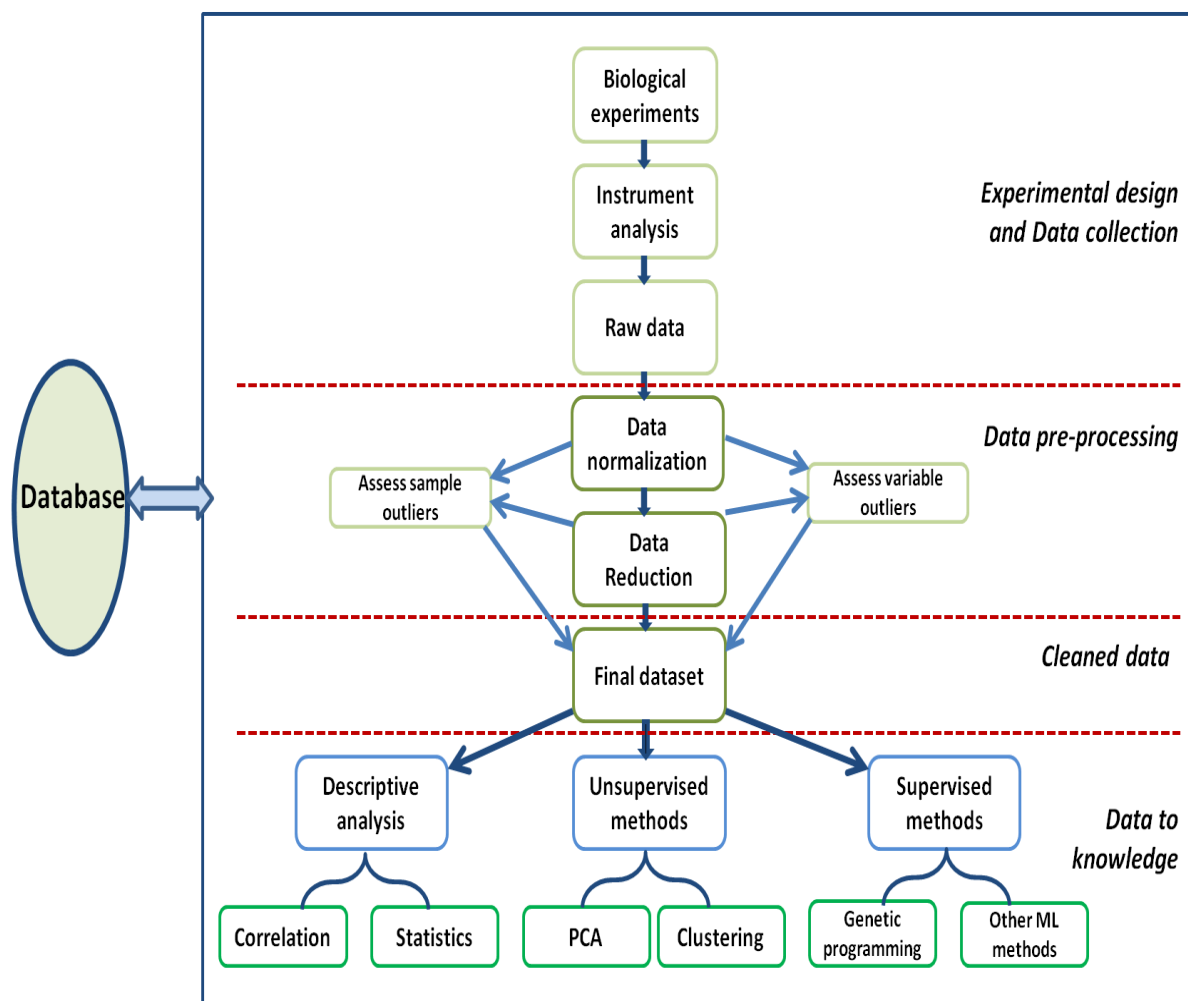 Biological
experiments
Instrument
analysis
Experimental design
and Data collection
Raw data
Data
normalization
Data pre-processing
Database
Assess sample
outliers
Assess variable
outliers
Data
Reduction
Final dataset
Cleaned data
Descriptive
analysis
Unsupervised
methods
Supervised
methods
Data to
knowledge
Correlation
Statistics
PCA
Clustering
Genetic
programming
Other ML
methods